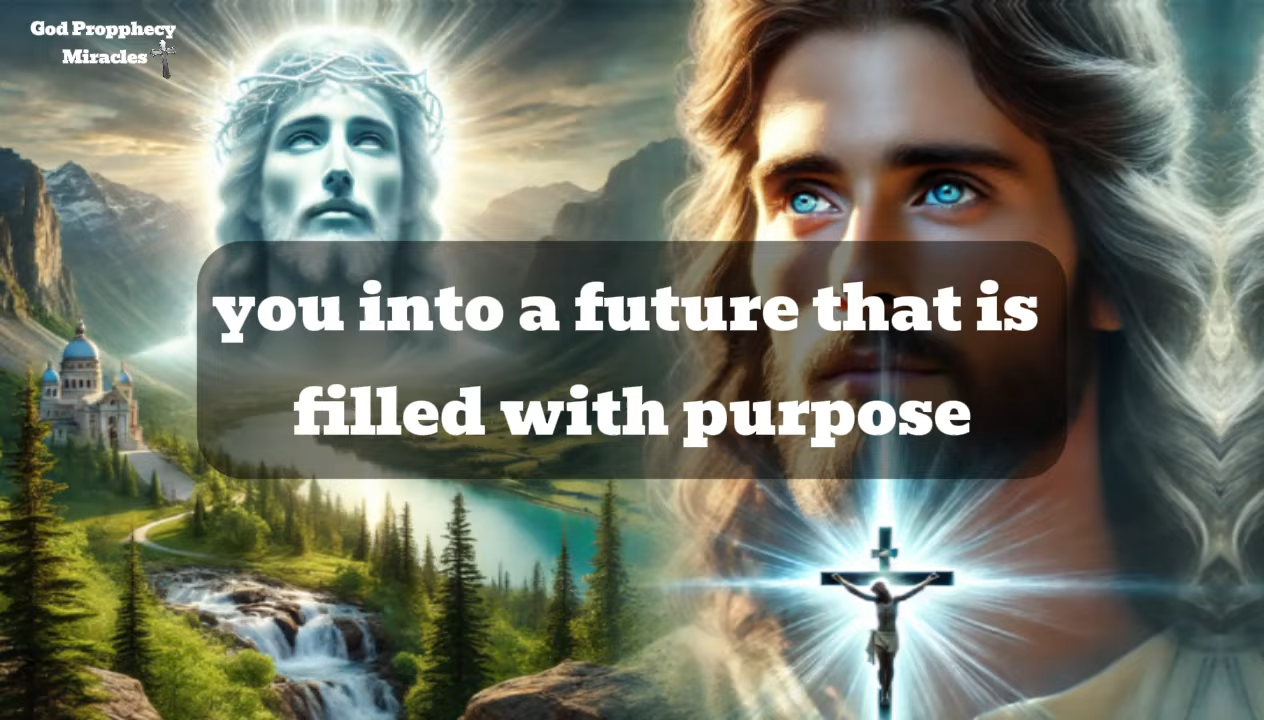 God Propphecy
Miracles
you into a future that is
filled with purpose